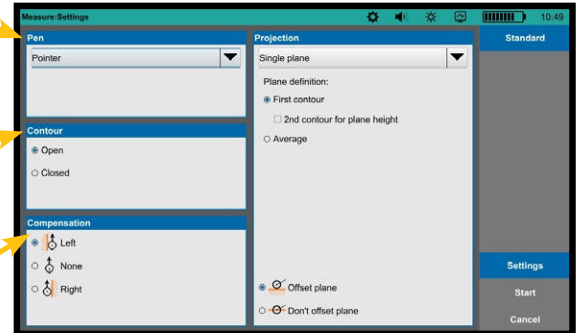 Measure:Settings
10:49
Pen
Pointer
Contour
Open
Closed
Compensation
Left
None
Right
Projection
Single plane
Plane definition:
First contour
2nd contour for plane height
Average
Offset plane
Don't offset plane
Standard
Settings
Start
Cancel